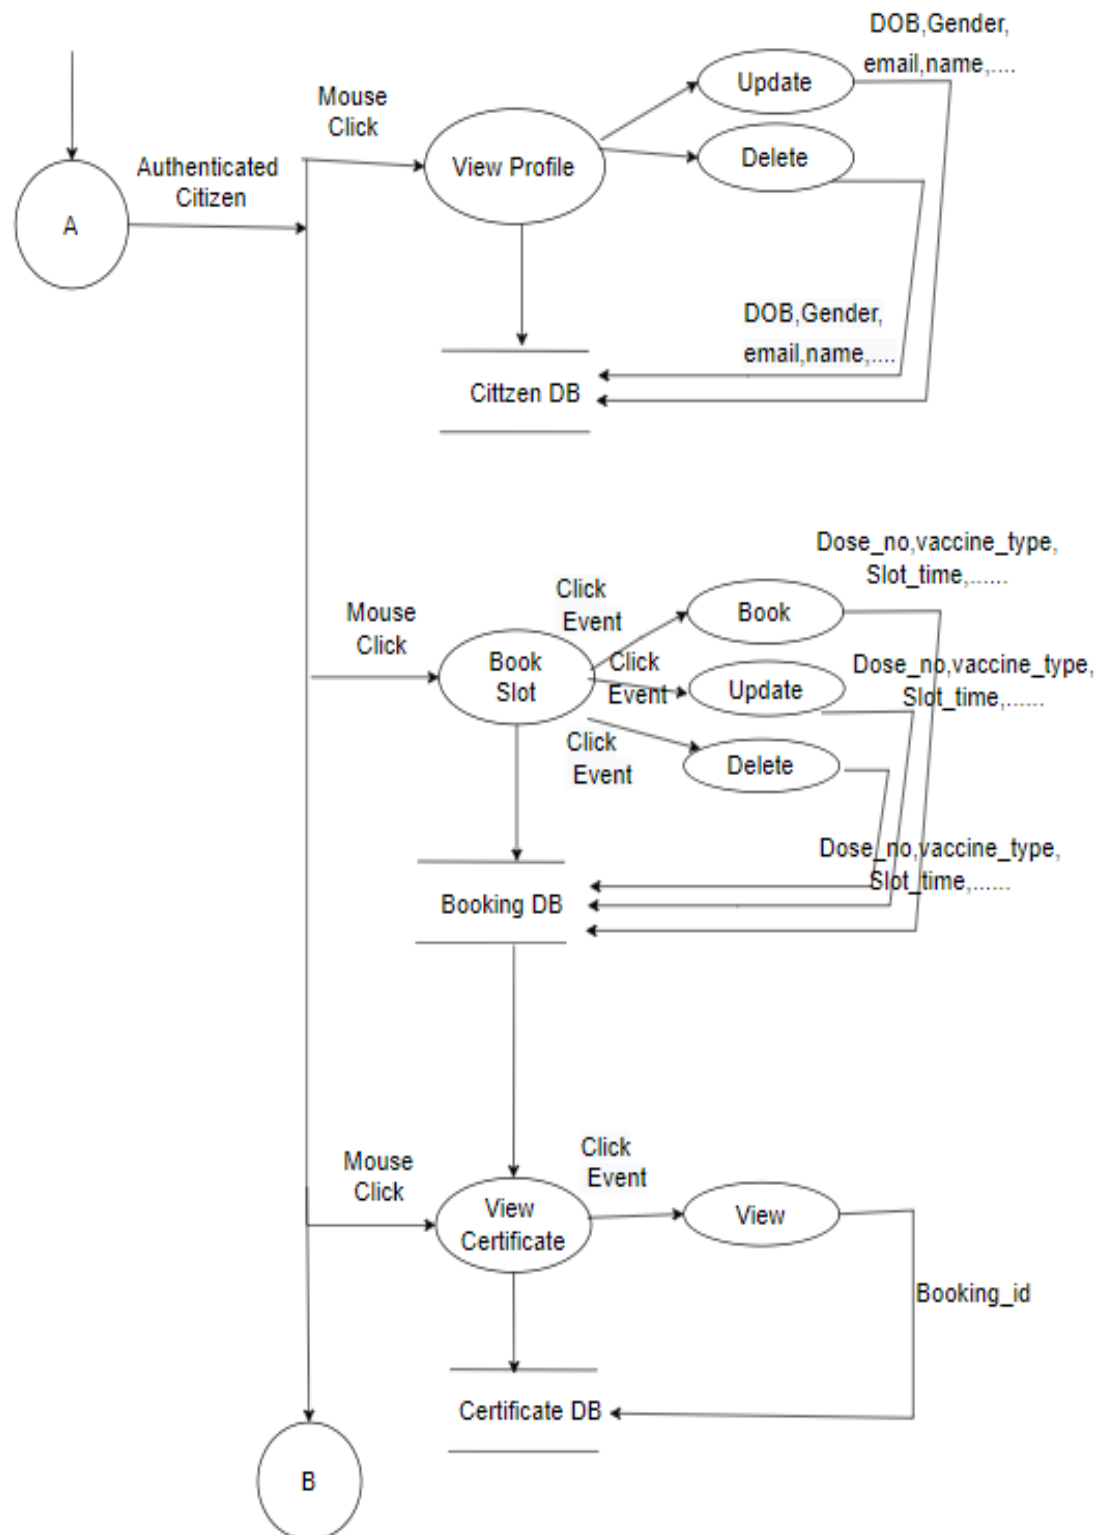 DOB,Gender,
email,name,....
Update
Mouse
Click
View Profile
Delete
Authenticated
Citizen
A
DOB,Gender,
email,name,....
Cittzen DB
Dose_no,vaccine_type,
Slot_time,......
Click
Event
Book
Mouse
Click
Book
Slot
Click
Event
Update
Dose_no,vaccine_type,
Slot_time,......
Click
Event
Delete
Dose_no,vaccine_type,
Slot_time,......
Booking DB
Mouse
Click
Click
Event
View
Certificate
View
Booking_id
Certificate DB
B